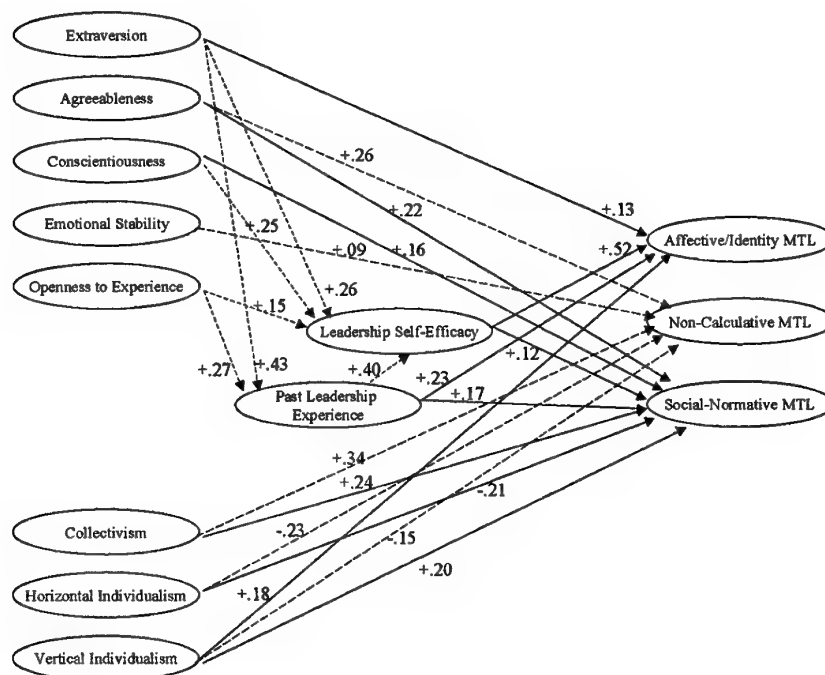 Extraversion
Agreeableness
+.26
Conscientiousness
+.22
+.13
Emotional Stability
+.25
+.16
+.52
Affective/Identity MTL
+.09
Openness to Experience
+.15
+.26
Non-Calculative MTL
Leadership Self-Efficacy
+.12
+.27
+.43
+.40
+.23
Past Leadership
Experience
+.17
Social-Normative MTL
+.34
+.24
-.21
Collectivism
-.23
-.15
+.20
Horizontal Individualism
+.18
Vertical Individualism